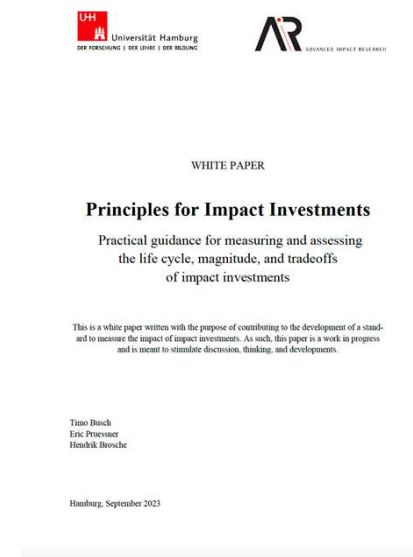 UH
Universität Hamburg
DER FORSCHUNG | DER LEHRE | DER BILDUNG
AIR
ADVANCED IMPACT RESEARCH
WHITE PAPER
Principles for Impact Investments
Practical guidance for measuring and assessing
the life cycle, magnitude, and tradeoffs
of impact investments
This is a white paper written with the purpose of contributing to the development of a stand-
ard to measure the impact of impact investments. As such, this paper is a work in progress
and is meant to stimulate discussion, thinking, and developments.
Timo Busch
Eric Pruessner
Hendrik Brosche
Hamburg, September 2023